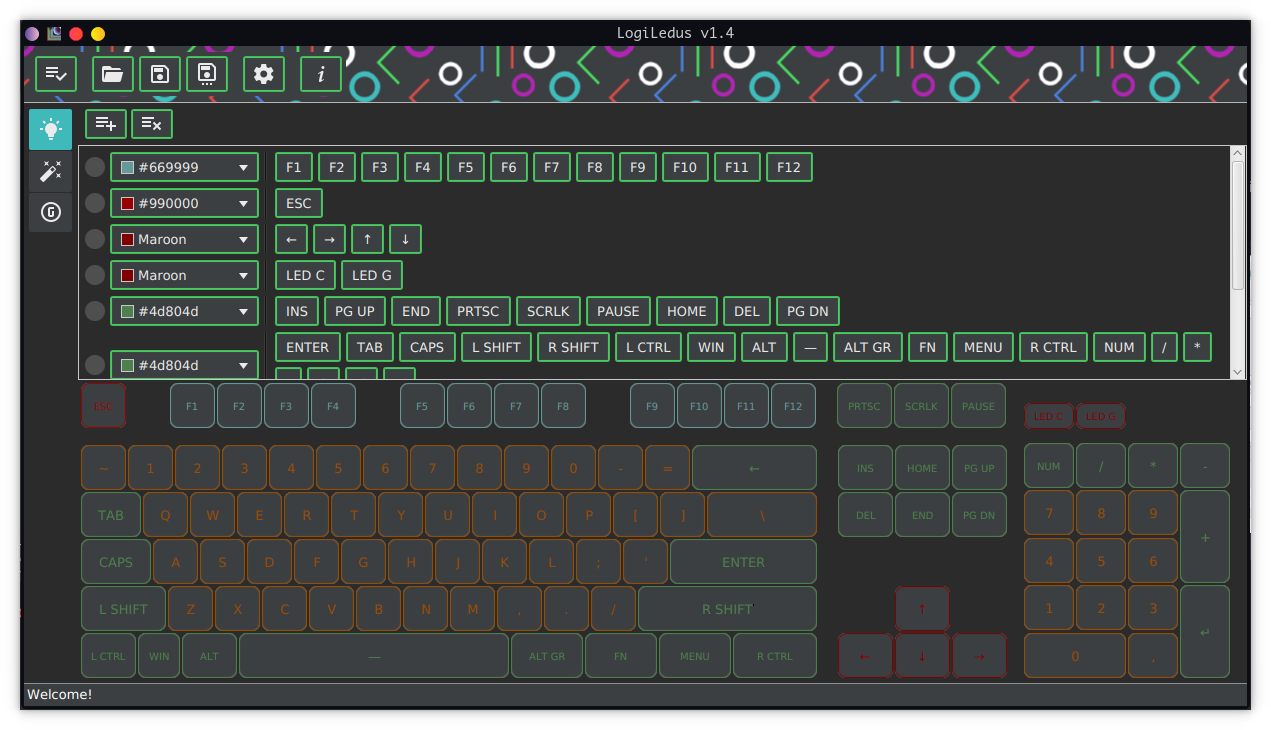 LogiLedus v1.4
i
G
#669999 F1 F2 F3 F4 F5 F6 F7 F8 F9 F10 F11 F12
#990000 ESC
Maroon ← → ↑ ↓
Maroon LED C LED G
#4d804d INS PG UP END PRTSC SCRLK PAUSE HOME DEL PG DN
#4d804d ENTER TAB CAPS L SHIFT R SHIFT L CTRL WIN ALT — ALT GR FN MENU R CTRL NUM / *
ESC F1 F2 F3 F4 F5 F6 F7 F8 F9 F10 F11 F12 PRTSC SCRLK PAUSE LED C LED G
~ 1 2 3 4 5 6 7 8 9 0 - = ← INS HOME PG UP NUM / * -
TAB Q W E R T Y U I O P [ ] \ DEL END PG DN 7 8 9 +
CAPS A S D F G H J K L ; ' ENTER 4 5 6
L SHIFT Z X C V B N M , . / R SHIFT ↑ 1 2 3 ↵
L CTRL WIN ALT — ALT GR FN MENU R CTRL ← ↓ → 0 .
Welcome!